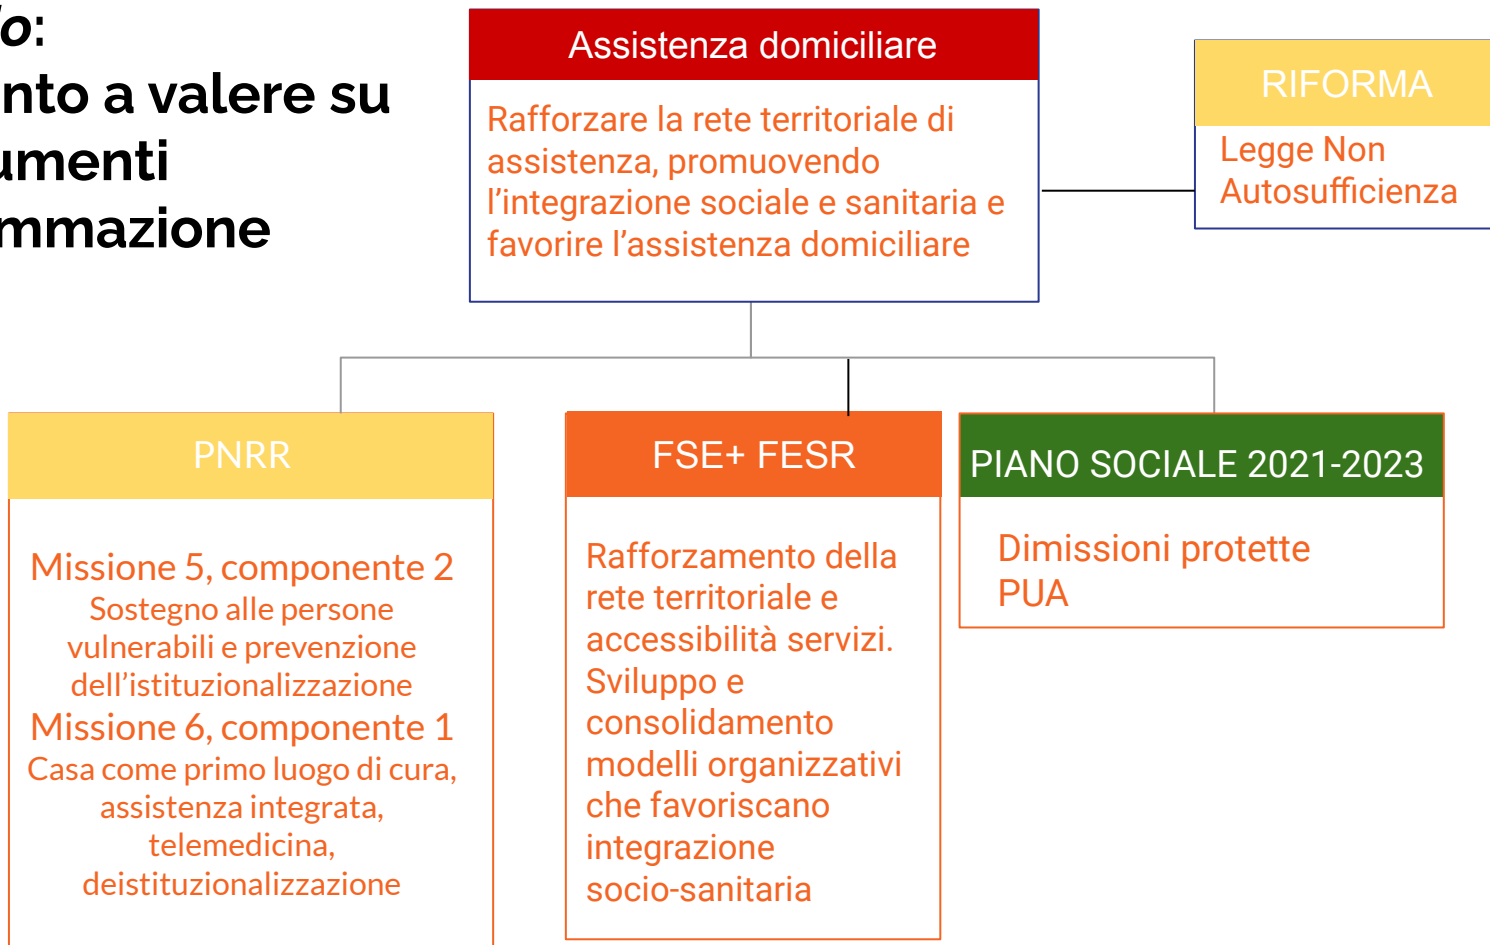 a valere su
Assistenza domiciliare
Rafforzare la rete territoriale di
assistenza, promuovendo
l’integrazione sociale e sanitaria e
favorire l’assistenza domiciliare
RIFORMA
Legge Non
Autosufficienza
PNRR
Missione 5, componente 2
Sostegno alle persone
vulnerabili e prevenzione
dell’istituzionalizzazione
Missione 6, componente 1
Casa come primo luogo di cura,
assistenza integrata,
telemedicina,
deistituzionalizzazione
FSE+ FESR
Rafforzamento della
rete territoriale e
accessibilità servizi.
Sviluppo e
consolidamento
modelli organizzativi
che favoriscano
integrazione
socio-sanitaria
PIANO SOCIALE 2021-2023
Dimissioni protette
PUA